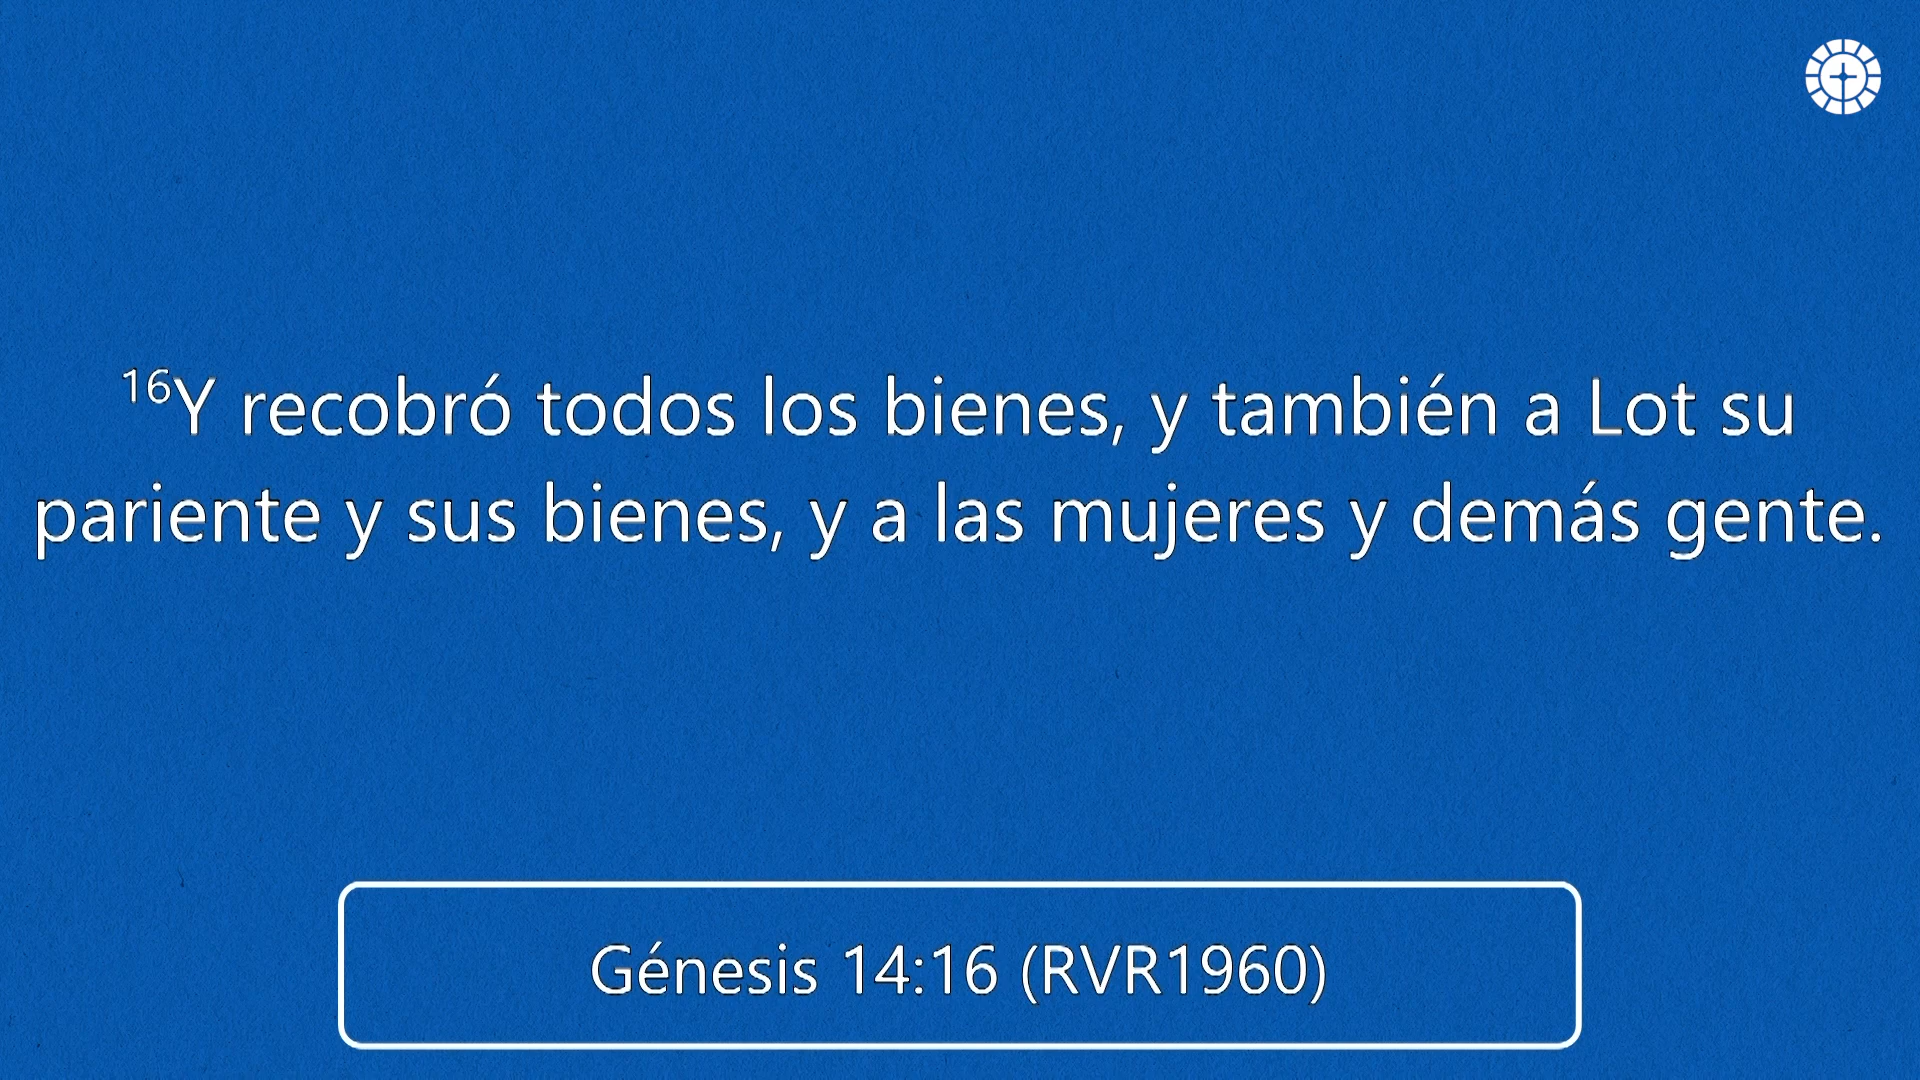 16Y recobró todos los bienes, y también a Lot su
pariente y sus bienes, y a las mujeres y demás gente.
Génesis 14:16 (RVR1960)